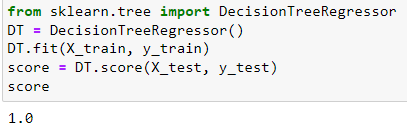 from sklearn.tree import DecisionTreeRegressor
DT = DecisionTreeRegressor()
DT.fit(X_train, y_train)
score = DT.score(X_test, y_test)
score
1.0